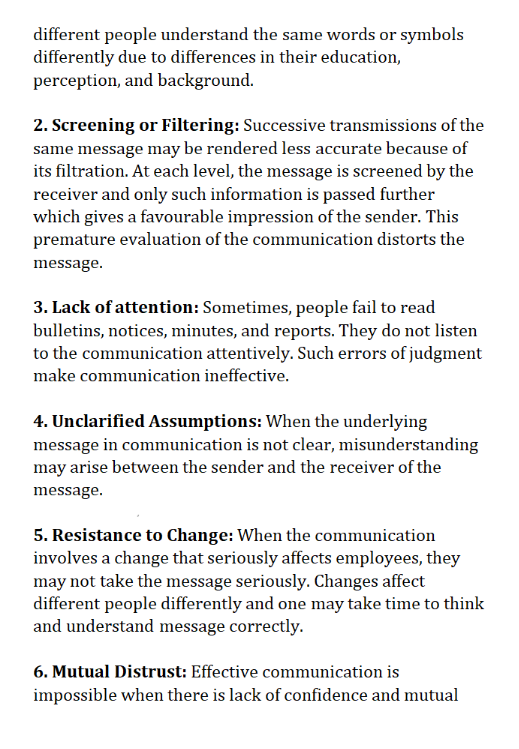 different people understand the same words or symbols
differently due to differences in their education,
perception, and background.
2. Screening or Filtering: Successive transmissions of the
same message may be rendered less accurate because of
its filtration. At each level, the message is screened by the
receiver and only such information is passed further
which gives a favourable impression of the sender. This
premature evaluation of the communication distorts the
message.
3. Lack of attention: Sometimes, people fail to read
bulletins, notices, minutes, and reports. They do not listen
to the communication attentively. Such errors of judgment
make communication ineffective.
4. Unclarified Assumptions: When the underlying
message in communication is not clear, misunderstanding
may arise between the sender and the receiver of the
message.
5. Resistance to Change: When the communication
involves a change that seriously affects employees, they
may not take the message seriously. Changes affect
different people differently and one may take time to think
and understand message correctly.
6. Mutual Distrust: Effective communication is
impossible when there is lack of confidence and mutual